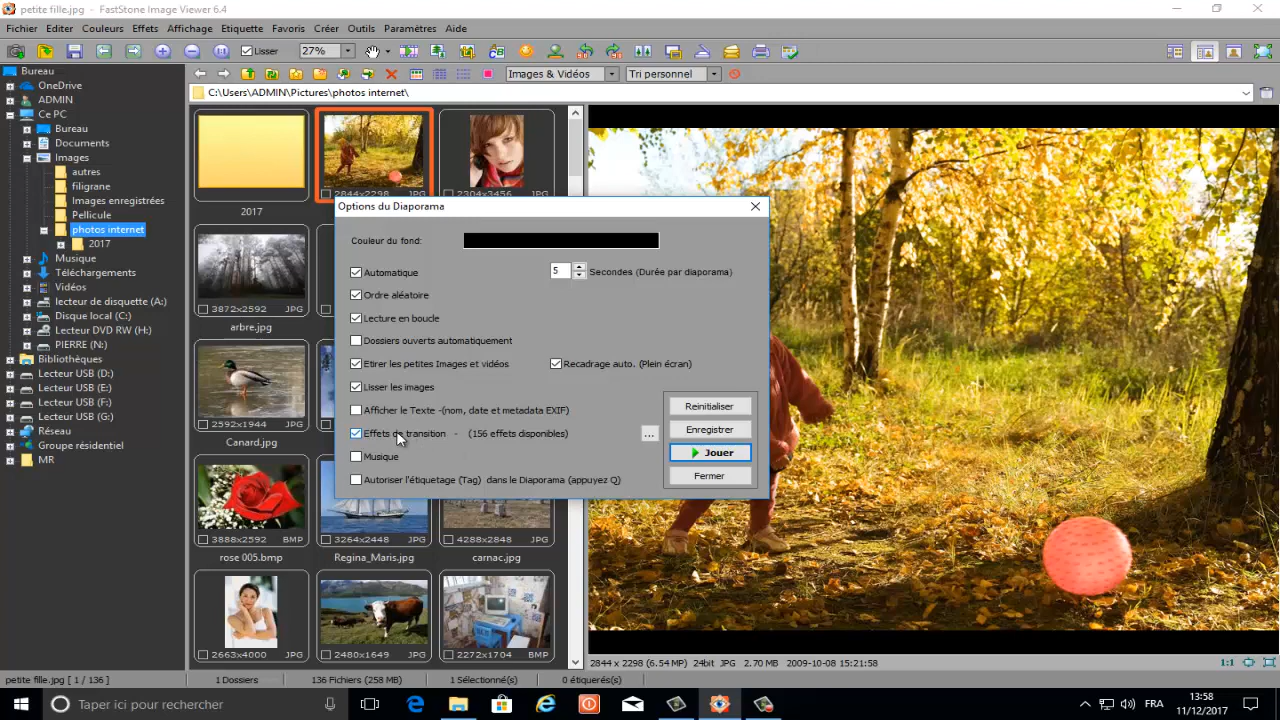 petite fille.jpg - FastStone Image Viewer 6.4
Fichier Editer Couleurs Effets Affichage Etiquette Favoris Créer Outils Paramètres Aide
Lisser 27%
Images & Vidéos Tri personnel
C:\Users\ADMIN\Pictures\photos internet\
Bureau
OneDrive
ADMIN
Ce PC
Bureau
Documents
Images
autres
filigrane
Images enregistrées
Pellicule
photos internet
2017
Musique
Téléchargements
Vidéos
lecteur de disquette (A:)
Disque local (C:)
Lecteur DVD RW (H:)
PIERRE (N:)
Bibliothèques
Lecteur USB (D:)
Lecteur USB (E:)
Lecteur USB (F:)
Lecteur USB (G:)
Réseau
Groupe résidentiel
MR
2844x2298 JPG
2304x3456 JPG
2017
3872x2592 JPG
arbre.jpg
2592x1944 JPG
Canard.jpg
3888x2592 BMP
3264x2448 JPG
4288x2848 JPG
rose 005.bmp Regina_Maris.jpg carnac.jpg
2663x4000 JPG
2480x1649 JPG
2272x1704 BMP
Options du Diaporama
Couleur du fond:
Automatique 5 Secondes (Durée par diaporama)
Ordre aléatoire
Lecture en boucle
Dossiers ouverts automatiquement
Etirer les petites Images et vidéos Recadrage auto. (Plein écran)
Lisser les images
Afficher le Texte -(nom, date et metadata EXIF)
Effets de transition - (156 effets disponibles) ...
Musique
Autoriser l'étiquetage (Tag) dans le Diaporama (appuyez Q)
Reinitialiser
Enregistrer
Jouer
Fermer
2844 x 2298 (6.54 MP) 24bit JPG 2.70 MB 2009-10-08 15:21:58 1:1
petite fille.jpg [ 1 / 136 ] 1 Dossiers 136 Fichiers (258 MB) 1 Sélectionné(s) 0 étiquetés(s)
Taper ici pour rechercher
FRA
13:58
11/12/2017